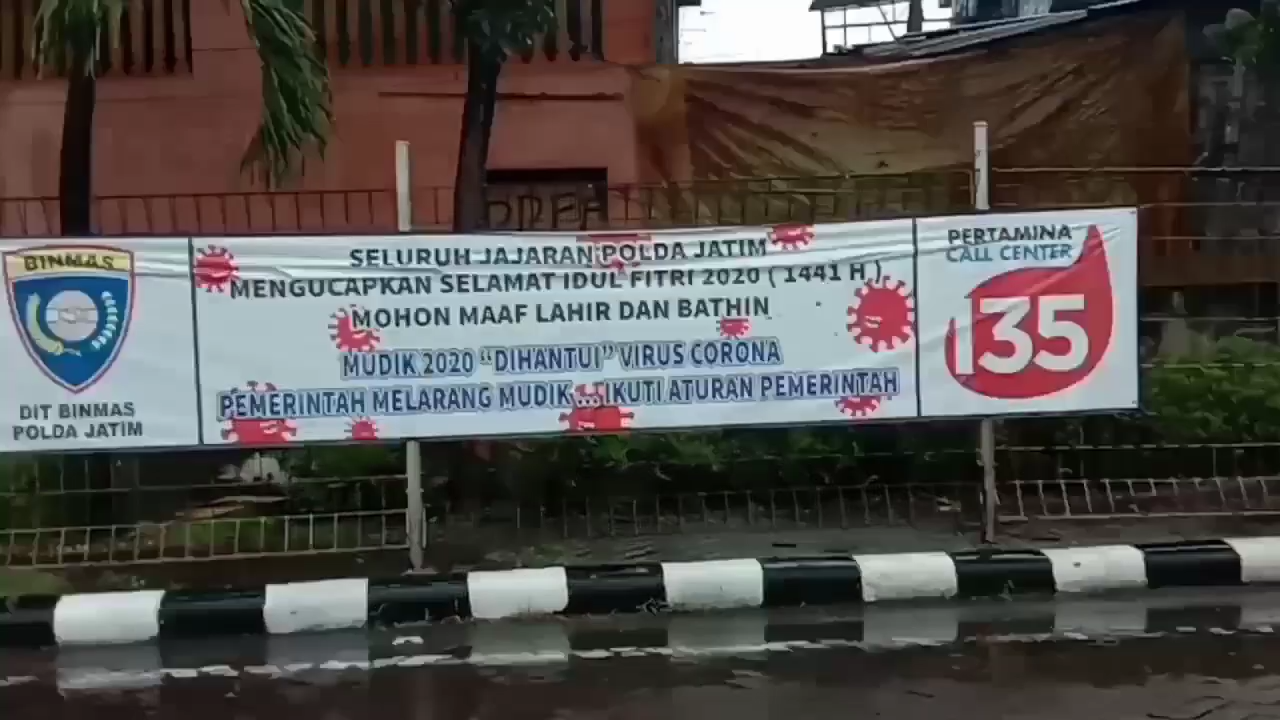 BINMAS
DIT BINMAS
POLDA JATIM
SELURUH JAJARAN POLDA JATIM
MENGUCAPKAN SELAMAT IDUL FITRI 2020 ( 1441 H )
MOHON MAAF LAHIR DAN BATHIN
MUDIK 2020 “DIHANTUI” VIRUS CORONA
PEMERINTAH MELARANG MUDIK... IKUTI ATURAN PEMERINTAH
PERTAMINA
CALL CENTER
135